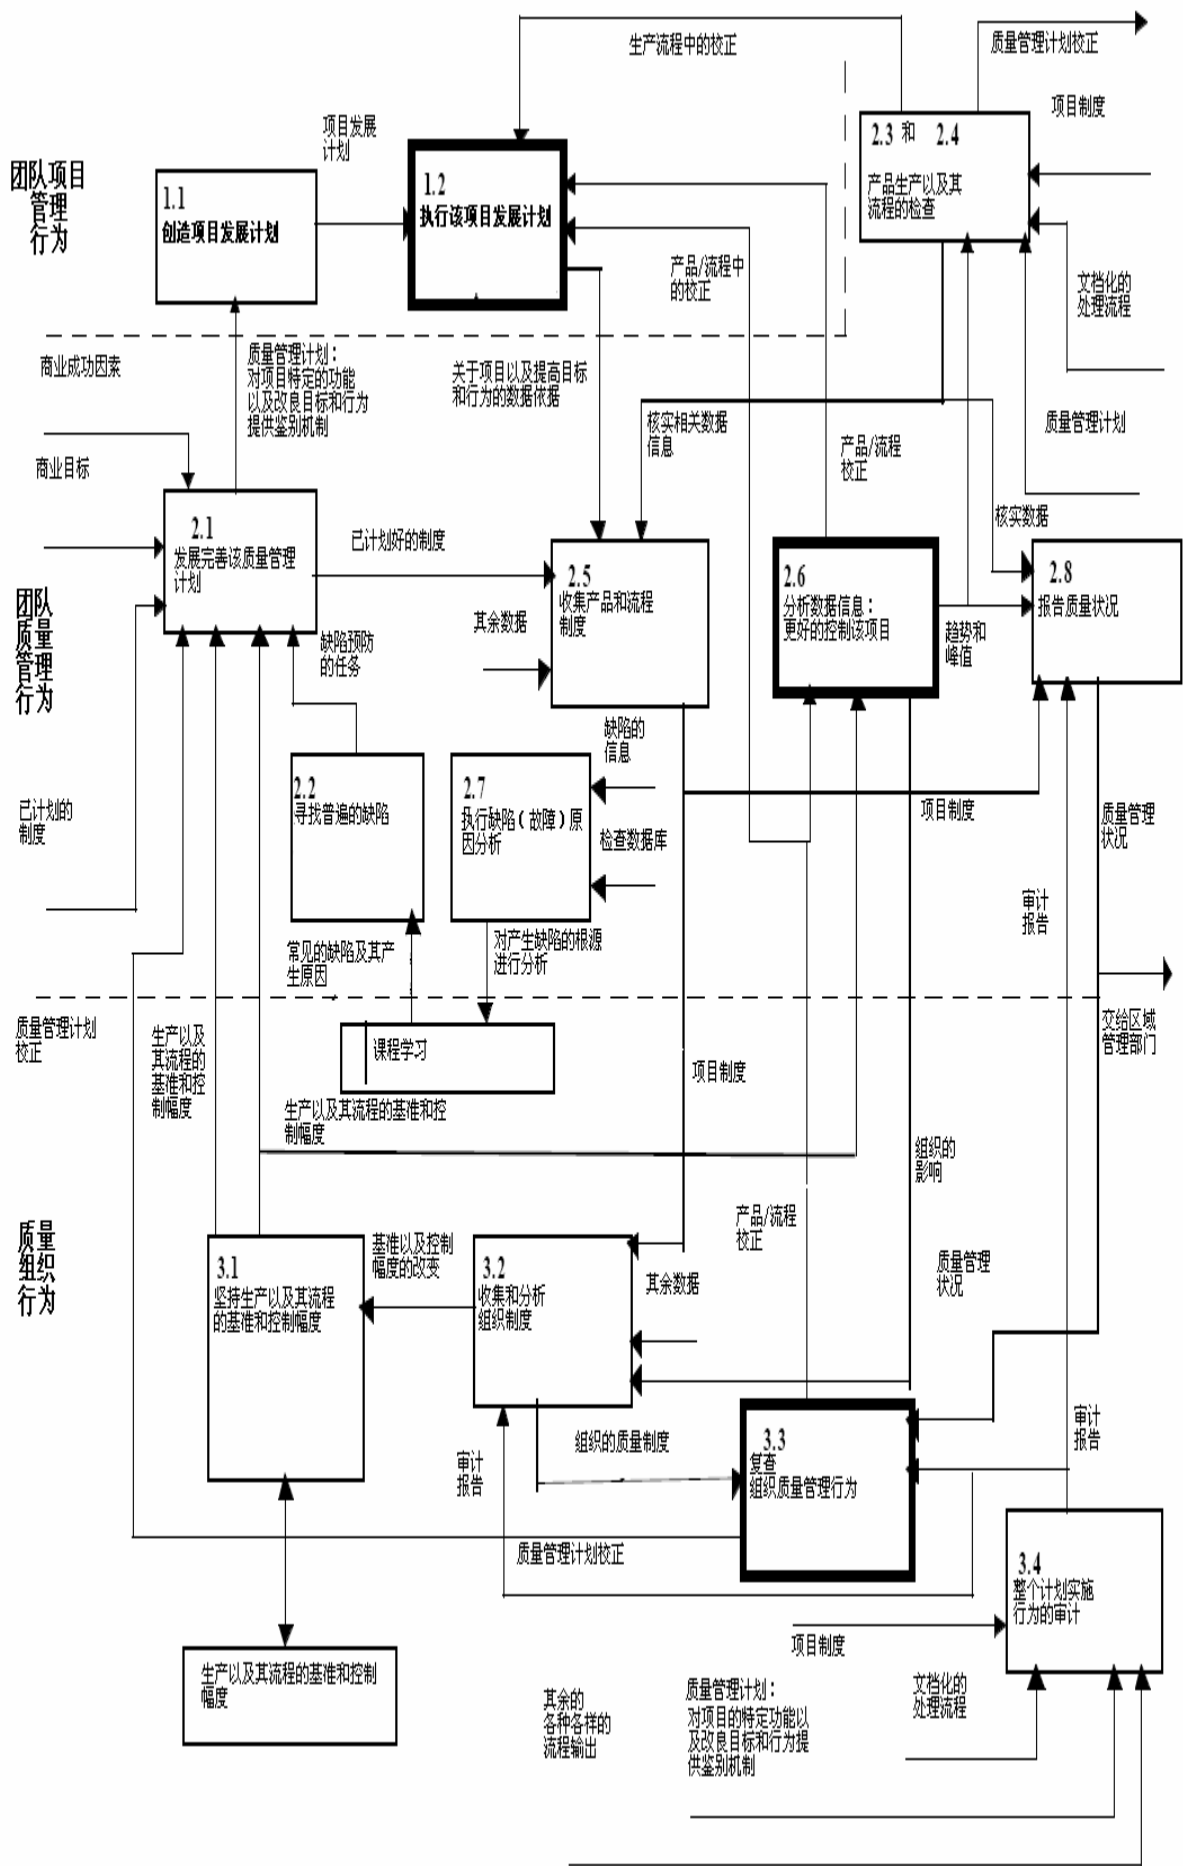 生产流程中的校正
质量管理计划校正
项目制度
项目发展
计划
2.3 和 2.4
产品生产以及其
流程的检查
团队项目
管理
行为
1.1
创造项目发展计划
1.2
执行该项目发展计划
产品/流程中
的校正
文档化的
处理流程
商业成功因素
质量管理计划：
对项目特定的功能
以及改良目标和行为
提供鉴别机制
关于项目以及提高目标
和行为的数据依据
核实相关数据
信息
产品/流程
校正
质量管理计划
商业目标
核实数据
2.1
发展完善该质量管理
计划
已计划好的制度
2.5
收集产品和流程
制度
2.6
分析数据信息：
更好的控制该项目
2.8
报告质量状况
团队
质量
管理
行为
缺陷预防
的任务
其余数据
趋势和
峰值
缺陷的
信息
2.2
寻找普遍的缺陷
2.7
执行缺陷(故障)原
因分析
检查数据库
项目制度
质量管理
状况
已计划的
制度
审计
报告
常见的缺陷及其产
生原因
对产生缺陷的根源
进行分析
质量管理计划
校正
生产以及
其流程的
基准和控
制幅度
课程学习
项目制度
交给区域
管理部门
生产以及其流程的基准和控
制幅度
组织的
影响
质量
组织
行为
3.1
坚持生产以及其流程
的基准和控制幅度
基准以及控制
幅度的改变
3.2
收集和分析
组织制度
其余数据
产品/流程
校正
质量管理
状况
审计
报告
组织的质量制度
3.3
复查
组织质量管理行为
审计
报告
质量管理计划校正
3.4
整个计划实施
行为的审计
项目制度
生产以及其流程的基准和控制
幅度
其余的
各种各样的
流程输出
质量管理计划：
对项目的特定功能以
及改良目标和行为提
供鉴别机制
文档化的
处理流程